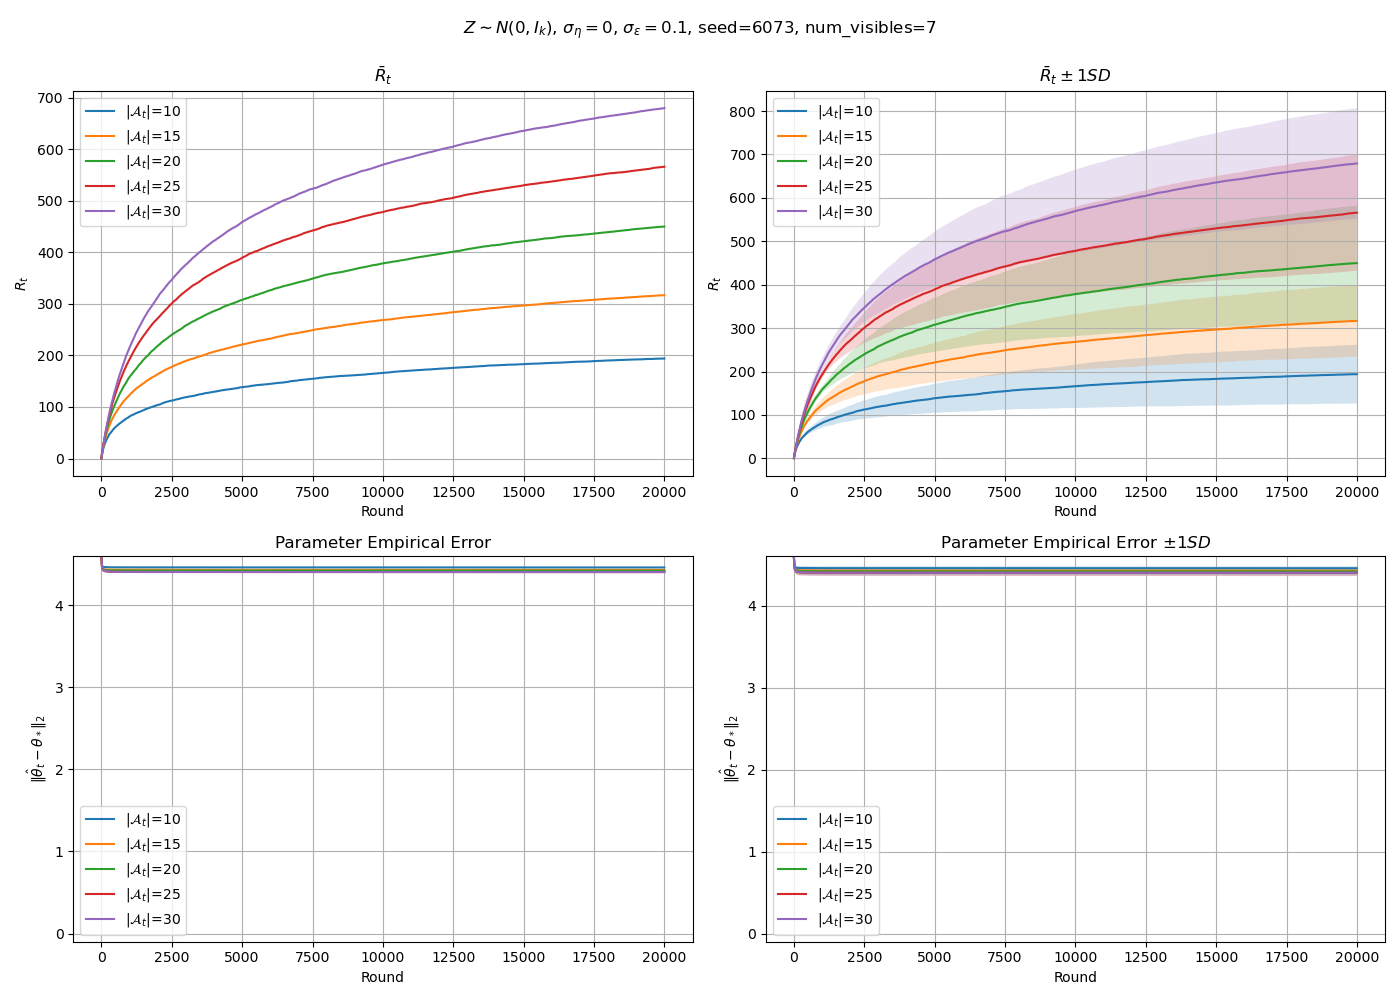 Z ∼ N(0, I_k), σ_η = 0, σ_ε = 0.1, seed=6073, num_visibles=7
R̄_t
R_t
700
600
500
400
300
200
100
0
|𝒜_t|=10
|𝒜_t|=15
|𝒜_t|=20
|𝒜_t|=25
|𝒜_t|=30
0 2500 5000 7500 10000 12500 15000 17500 20000
Round
R̄_t ± 1SD
R_t
800
700
600
500
400
300
200
100
0
|𝒜_t|=10
|𝒜_t|=15
|𝒜_t|=20
|𝒜_t|=25
|𝒜_t|=30
0 2500 5000 7500 10000 12500 15000 17500 20000
Round
Parameter Empirical Error
‖θ̂_t − θ_*‖_2
4
3
2
1
0
|𝒜_t|=10
|𝒜_t|=15
|𝒜_t|=20
|𝒜_t|=25
|𝒜_t|=30
0 2500 5000 7500 10000 12500 15000 17500 20000
Round
Parameter Empirical Error ±1SD
‖θ̂_t − θ_*‖_2
4
3
2
1
0
|𝒜_t|=10
|𝒜_t|=15
|𝒜_t|=20
|𝒜_t|=25
|𝒜_t|=30
0 2500 5000 7500 10000 12500 15000 17500 20000
Round